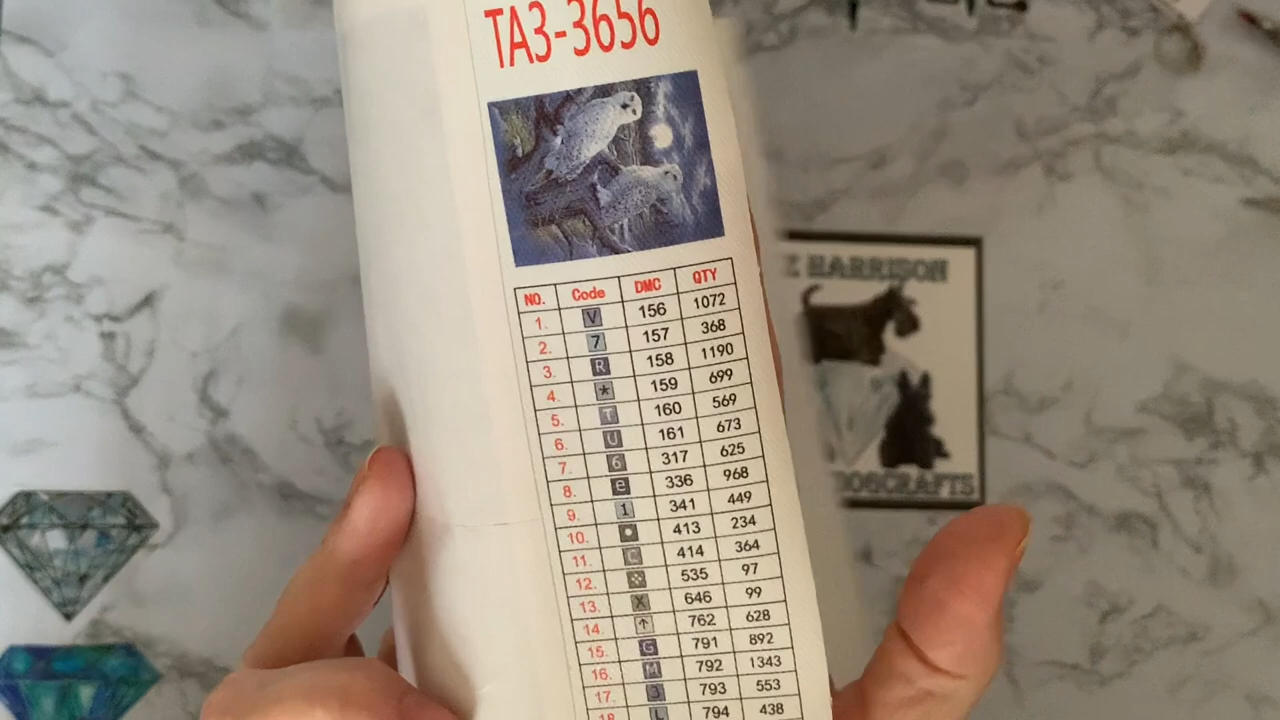 TA3-3656
NO. Code DMC QTY
1. V 156 1072
2. 7 157 368
3. R 158 1190
4. * 159 699
5. T 160 569
6. U 161 673
7. 6 317 625
8. e 336 968
9. 1 341 449
10. ● 413 234
11. C 414 364
12. 535 97
13. X 646 99
14. ↑ 762 628
15. G 791 892
16. M 792 1343
17. 3 793 553
18. L 794 438
HARRISON
DOGCRAFTS